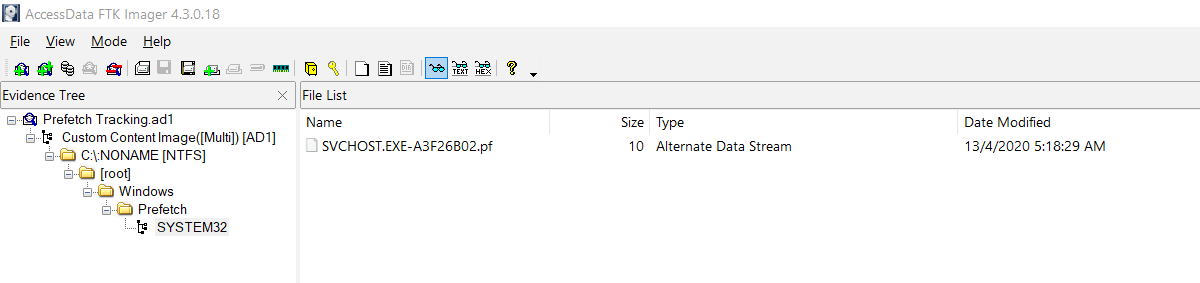 AccessData FTK Imager 4.3.0.18
File View Mode Help
TEXT HEX ?
Evidence Tree
File List
Prefetch Tracking.ad1
Custom Content Image([Multi]) [AD1]
C:\:NONAME [NTFS]
[root]
Windows
Prefetch
SYSTEM32
Name Size Type Date Modified
SVCHOST.EXE-A3F26B02.pf 10 Alternate Data Stream 13/4/2020 5:18:29 AM